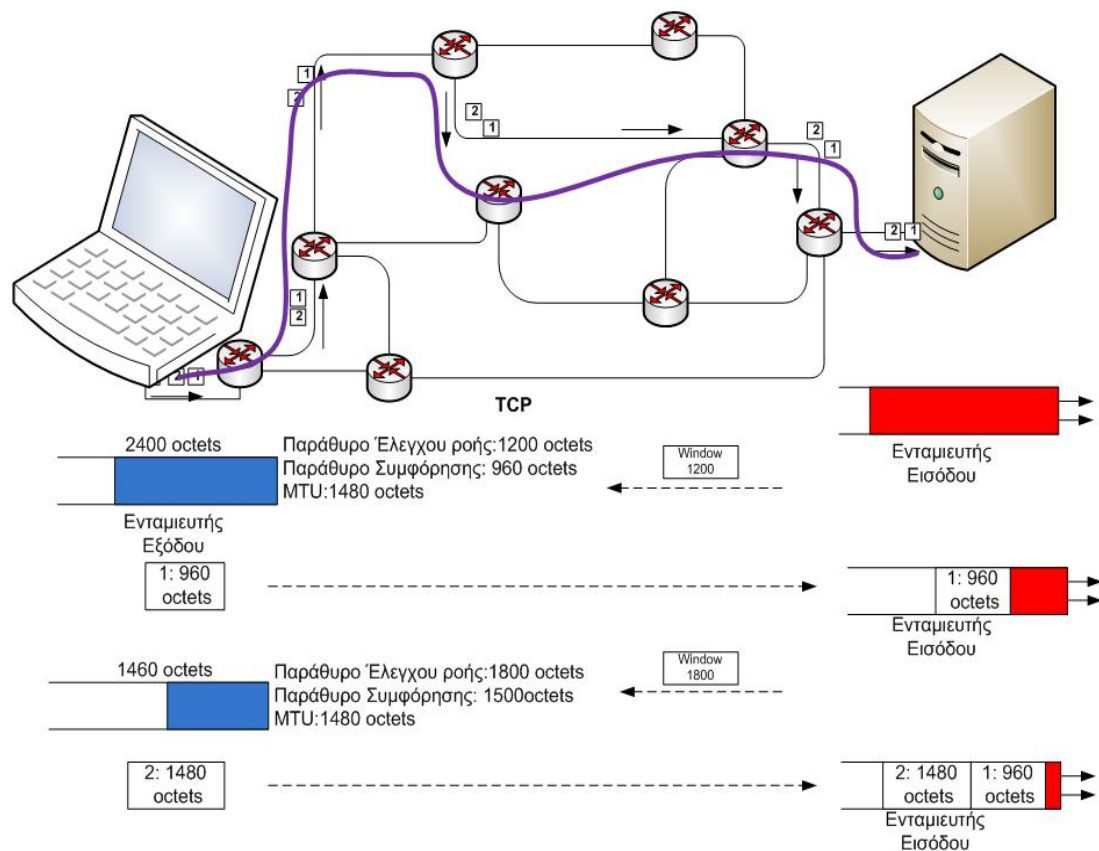 1
2
2
1
2
1
2 1
1
2
2 1
TCP
2400 octets
Παράθυρο Έλεγχου ροής:1200 octets
Παράθυρο Συμφόρησης: 960 octets
MTU:1480 octets
Window
1200
Ενταμιευτής
Εισόδου
Ενταμιευτής
Εξόδου
1: 960
octets
1: 960
octets
Ενταμιευτής
Εισόδου
1460 octets
Παράθυρο Έλεγχου ροής:1800 octets
Παράθυρο Συμφόρησης: 1500octets
MTU:1480 octets
Window
1800
2: 1480
octets
2: 1480
octets
1: 960
octets
Ενταμιευτής
Εισόδου